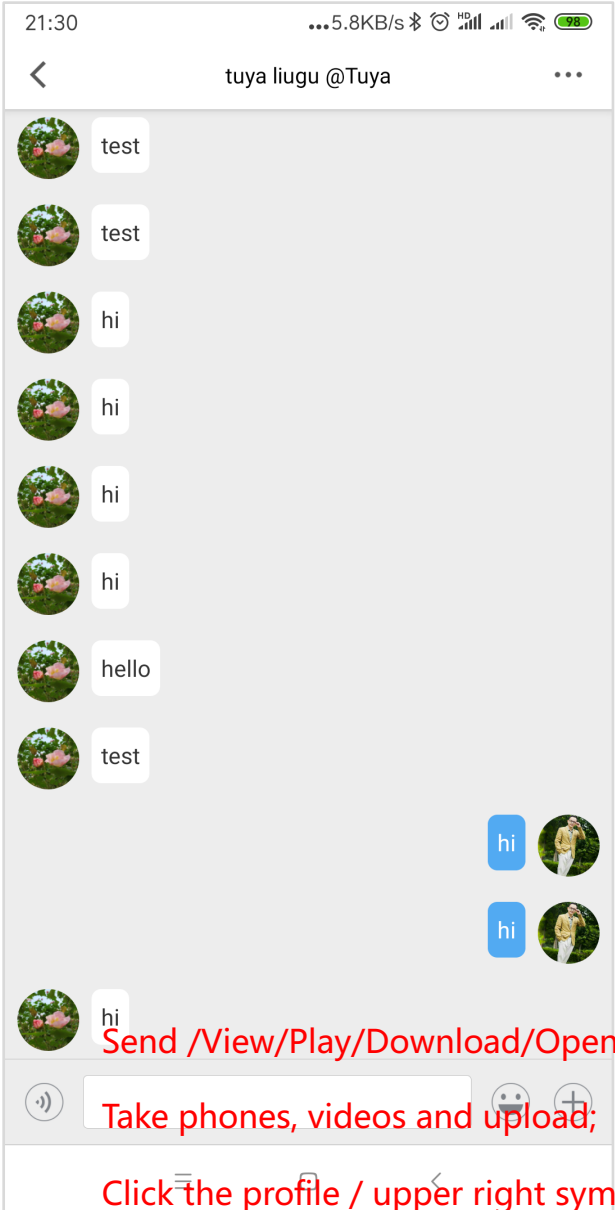 21:30 ...5.8KB/s HD 98
tuya liugu @Tuya
test
test
hi
hi
hi
hi
hello
test
hi
hi
hi
Send /View/Play/Download/Open
Take phones, videos and upload;
Click the profile / upper right sym